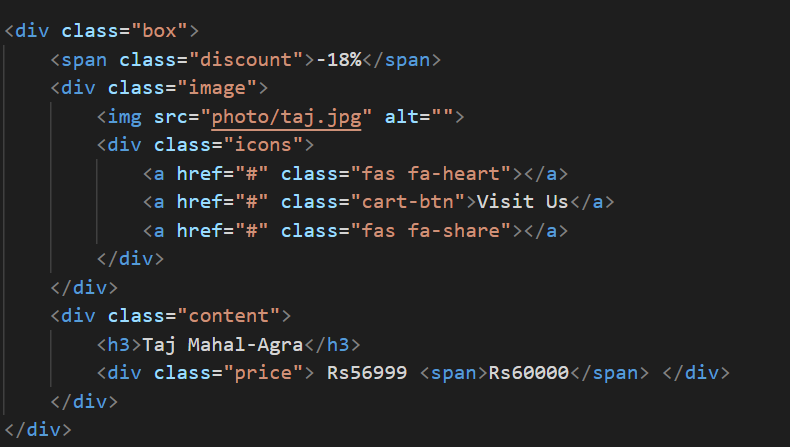 <div class="box">
    <span class="discount">-18%</span>
    <div class="image">
        <img src="photo/taj.jpg" alt="">
        <div class="icons">
            <a href="#" class="fas fa-heart"></a>
            <a href="#" class="cart-btn">Visit Us</a>
            <a href="#" class="fas fa-share"></a>
        </div>
    </div>
    <div class="content">
        <h3>Taj Mahal-Agra</h3>
        <div class="price"> Rs56999 <span>Rs60000</span> </div>
    </div>
</div>